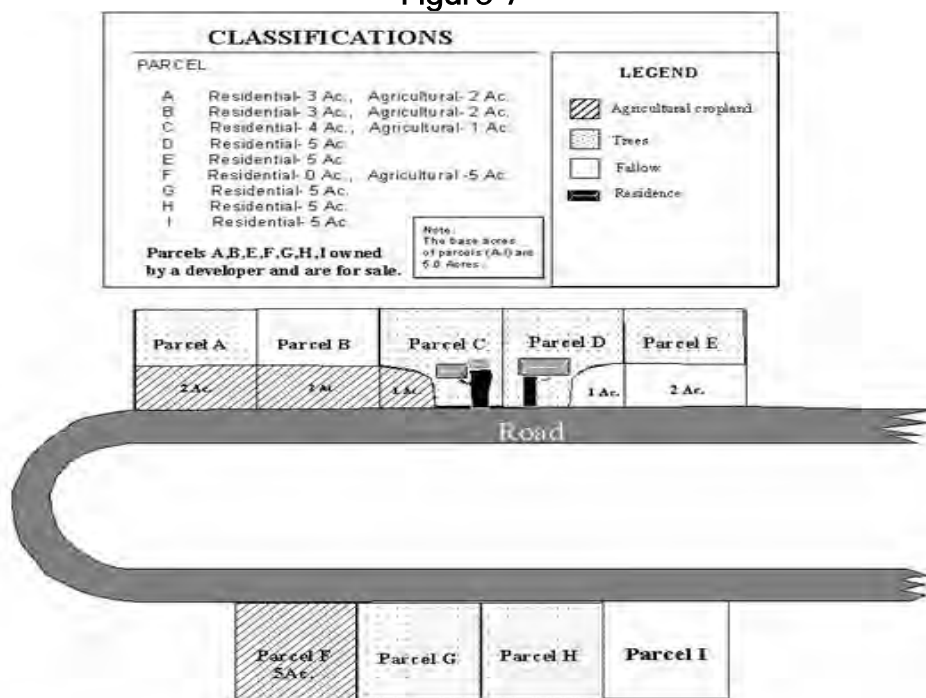 Figure 7
CLASSIFICATIONS
PARCEL
A Residential- 3 Ac., Agricultural- 2 Ac.
B Residential- 3 Ac., Agricultural- 2 Ac.
C Residential- 4 Ac., Agricultural- 1 Ac.
D Residential- 5 Ac.
E Residential- 5 Ac.
F Residential- 0 Ac., Agricultural -5 Ac.
G Residential- 5 Ac.
H Residential- 5 Ac.
I Residential- 5 Ac.
Parcels A,B,E,F,G,H,I owned
by a developer and are for sale.
Note:
The base acres
of parcels (A-I) are
5.0 Acres.
LEGEND
Agricultural cropland
Trees
Fallow
Residence
Parcel A Parcel B Parcel C Parcel D Parcel E
2 Ac. 2 Ac. 1 Ac. 1 Ac. 2 Ac.
Road
Parcel F Parcel G Parcel H Parcel I
5Ac.